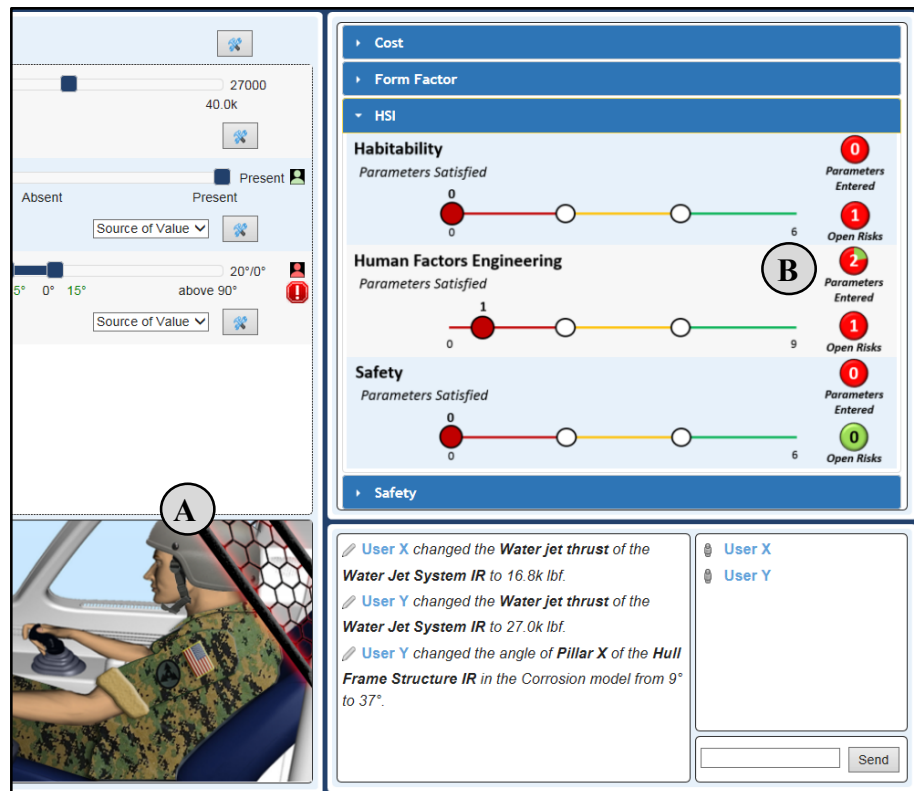 27000
40.0k
Present
Absent Present
Source of Value
20°/0°
5° 0° 15° above 90°
Source of Value
A
Cost
Form Factor
HSI
Habitability
Parameters Satisfied
0
0 6
0
Parameters
Entered
1
Open Risks
B
Human Factors Engineering
Parameters Satisfied
1
0 9
2
Parameters
Entered
1
Open Risks
Safety
Parameters Satisfied
0
0 6
0
Parameters
Entered
0
Open Risks
Safety
User X changed the Water jet thrust of the
Water Jet System IR to 16.8k lbf.
User Y changed the Water jet thrust of the
Water Jet System IR to 27.0k lbf.
User Y changed the angle of Pillar X of the Hull
Frame Structure IR in the Corrosion model from 9°
to 37°.
User X
User Y
Send